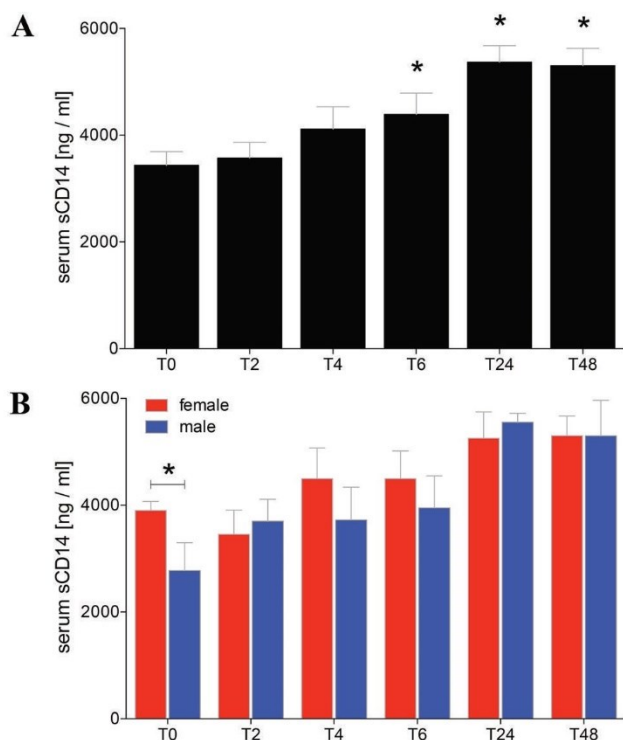 A
serum sCD14 [ng / ml]
6000
4000
2000
0
*
*
*
T0 T2 T4 T6 T24 T48
B
serum sCD14 [ng / ml]
6000
4000
2000
0
female
male
*
T0 T2 T4 T6 T24 T48